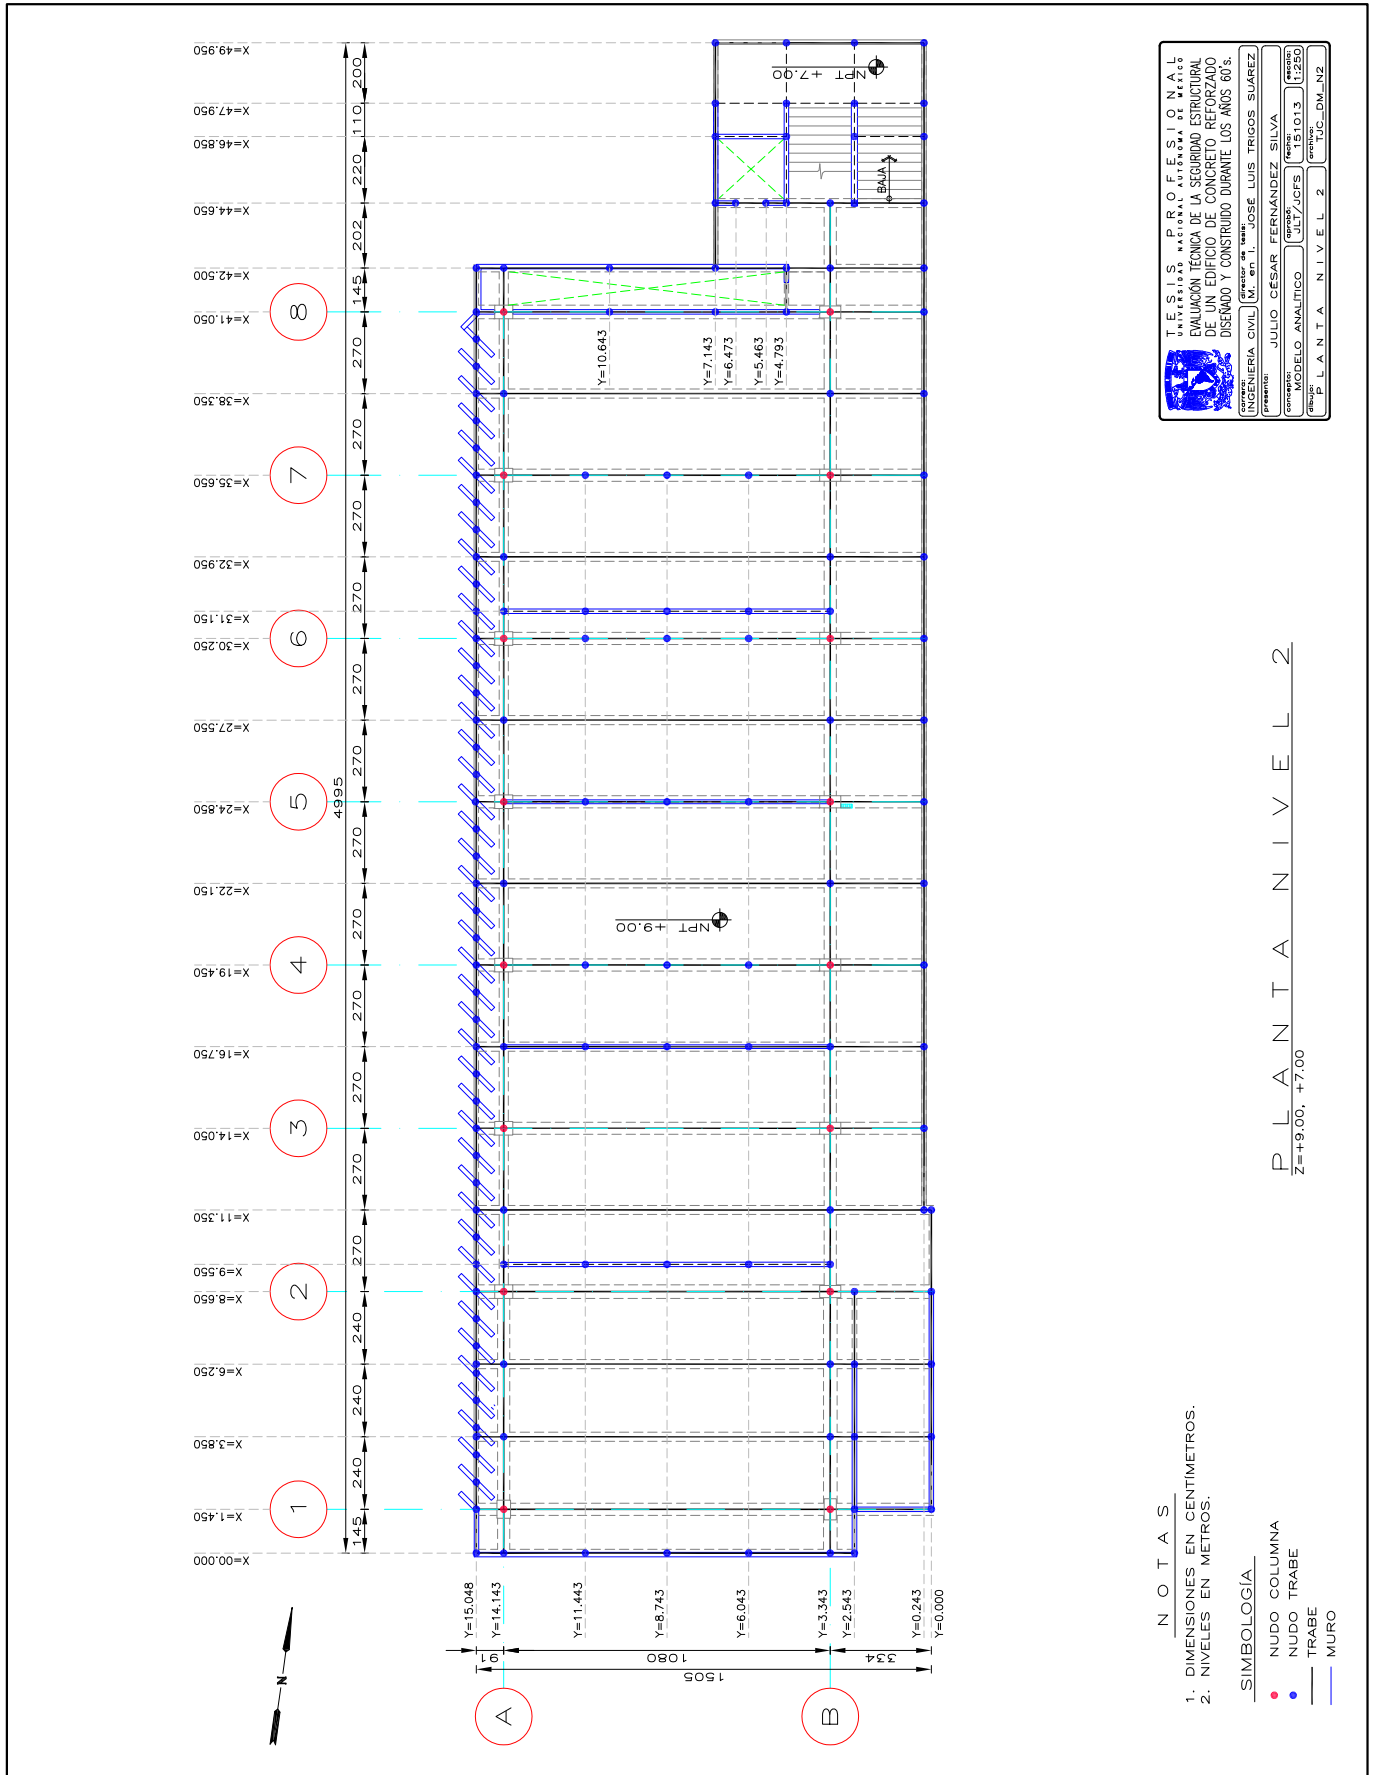 TESIS PROFESIONAL
UNIVERSIDAD NACIONAL AUTÓNOMA DE MÉXICO
EVALUACIÓN TÉCNICA DE LA SEGURIDAD ESTRUCTURAL
DE UN EDIFICIO DE CONCRETO REFORZADO
DISEÑADO Y CONSTRUIDO DURANTE LOS AÑOS 60's.
carrera:
INGENIERÍA CIVIL
director de tesis:
M. en I. JOSÉ LUIS TRIGOS SUÁREZ
presenta:
JULIO CÉSAR FERNÁNDEZ SILVA
concepto:
MODELO ANALÍTICO
aprobó:
JLT/JCFS
fecha:
151013
escala:
1:250
dibujo:
PLANTA NIVEL 2
archivo:
TJC_DM_N2
X=00.000
X=1.450
X=3.850
X=6.250
X=8.650
X=9.550
X=11.350
X=14.050
X=16.750
X=19.450
X=22.150
X=24.850
X=27.550
X=30.250
X=31.150
X=32.950
X=35.650
X=38.350
X=41.050
X=42.500
X=44.650
X=46.850
X=47.950
X=49.950
1
2
3
4
5
6
7
8
4995
145
240
240
240
270
270
270
270
270
270
270
270
270
270
270
270
145
202
220
110
200
NPT +7.00
BAJA
Y=10.643
Y=7.143
Y=6.473
Y=5.463
Y=4.793
NPT +9.00
Y=15.048
Y=14.143
Y=11.443
Y=8.743
Y=6.043
Y=3.343
Y=2.543
Y=0.243
Y=0.000
91
1080
334
1505
A
B
N
PLANTA NIVEL 2
Z=+9.00, +7.00
NOTAS
1. DIMENSIONES EN CENTÍMETROS.
2. NIVELES EN METROS.
SIMBOLOGÍA
NUDO COLUMNA
NUDO TRABE
TRABE
MURO